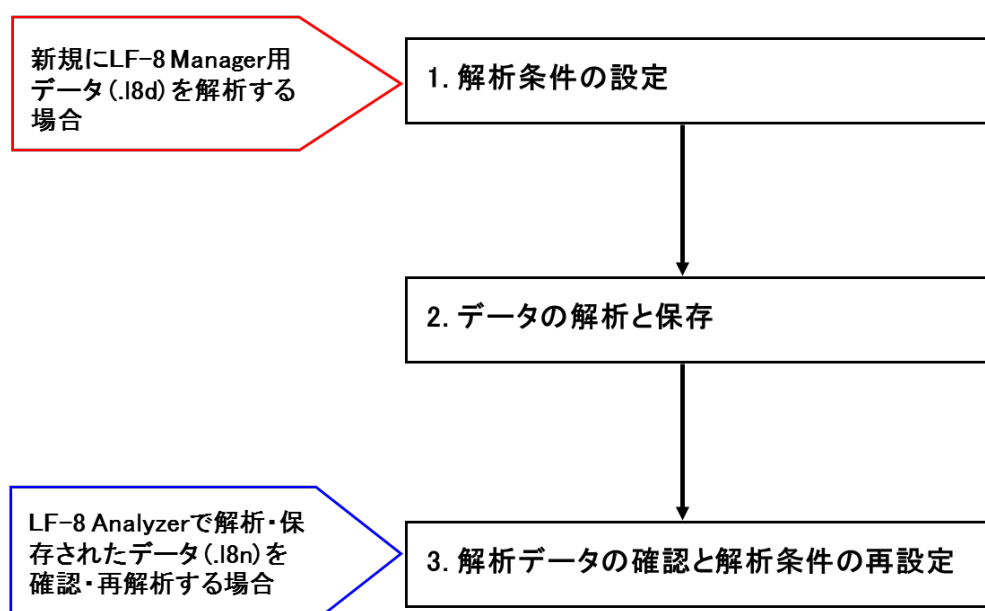 新規にLF-8 Manager用
データ(.l8d)を解析する
場合
1. 解析条件の設定
2. データの解析と保存
LF-8 Analyzerで解析・保
存されたデータ(.l8n)を
確認・再解析する場合
3. 解析データの確認と解析条件の再設定